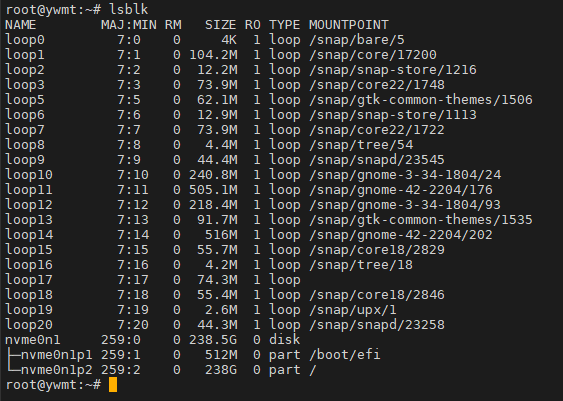 root@ywmt:~# lsblk
NAME        MAJ:MIN RM   SIZE RO TYPE MOUNTPOINT
loop0         7:0    0     4K  1 loop /snap/bare/5
loop1         7:1    0 104.2M  1 loop /snap/core/17200
loop2         7:2    0  12.2M  1 loop /snap/snap-store/1216
loop3         7:3    0  73.9M  1 loop /snap/core22/1748
loop5         7:5    0  62.1M  1 loop /snap/gtk-common-themes/1506
loop6         7:6    0  12.9M  1 loop /snap/snap-store/1113
loop7         7:7    0  73.9M  1 loop /snap/core22/1722
loop8         7:8    0   4.4M  1 loop /snap/tree/54
loop9         7:9    0  44.4M  1 loop /snap/snapd/23545
loop10        7:10   0 240.8M  1 loop /snap/gnome-3-34-1804/24
loop11        7:11   0 505.1M  1 loop /snap/gnome-42-2204/176
loop12        7:12   0 218.4M  1 loop /snap/gnome-3-34-1804/93
loop13        7:13   0  91.7M  1 loop /snap/gtk-common-themes/1535
loop14        7:14   0   516M  1 loop /snap/gnome-42-2204/202
loop15        7:15   0  55.7M  1 loop /snap/core18/2829
loop16        7:16   0   4.2M  1 loop /snap/tree/18
loop17        7:17   0  74.3M  1 loop
loop18        7:18   0  55.4M  1 loop /snap/core18/2846
loop19        7:19   0   2.6M  1 loop /snap/upx/1
loop20        7:20   0  44.3M  1 loop /snap/snapd/23258
nvme0n1     259:0    0 238.5G  0 disk
├─nvme0n1p1 259:1    0   512M  0 part /boot/efi
└─nvme0n1p2 259:2    0   238G  0 part /
root@ywmt:~#